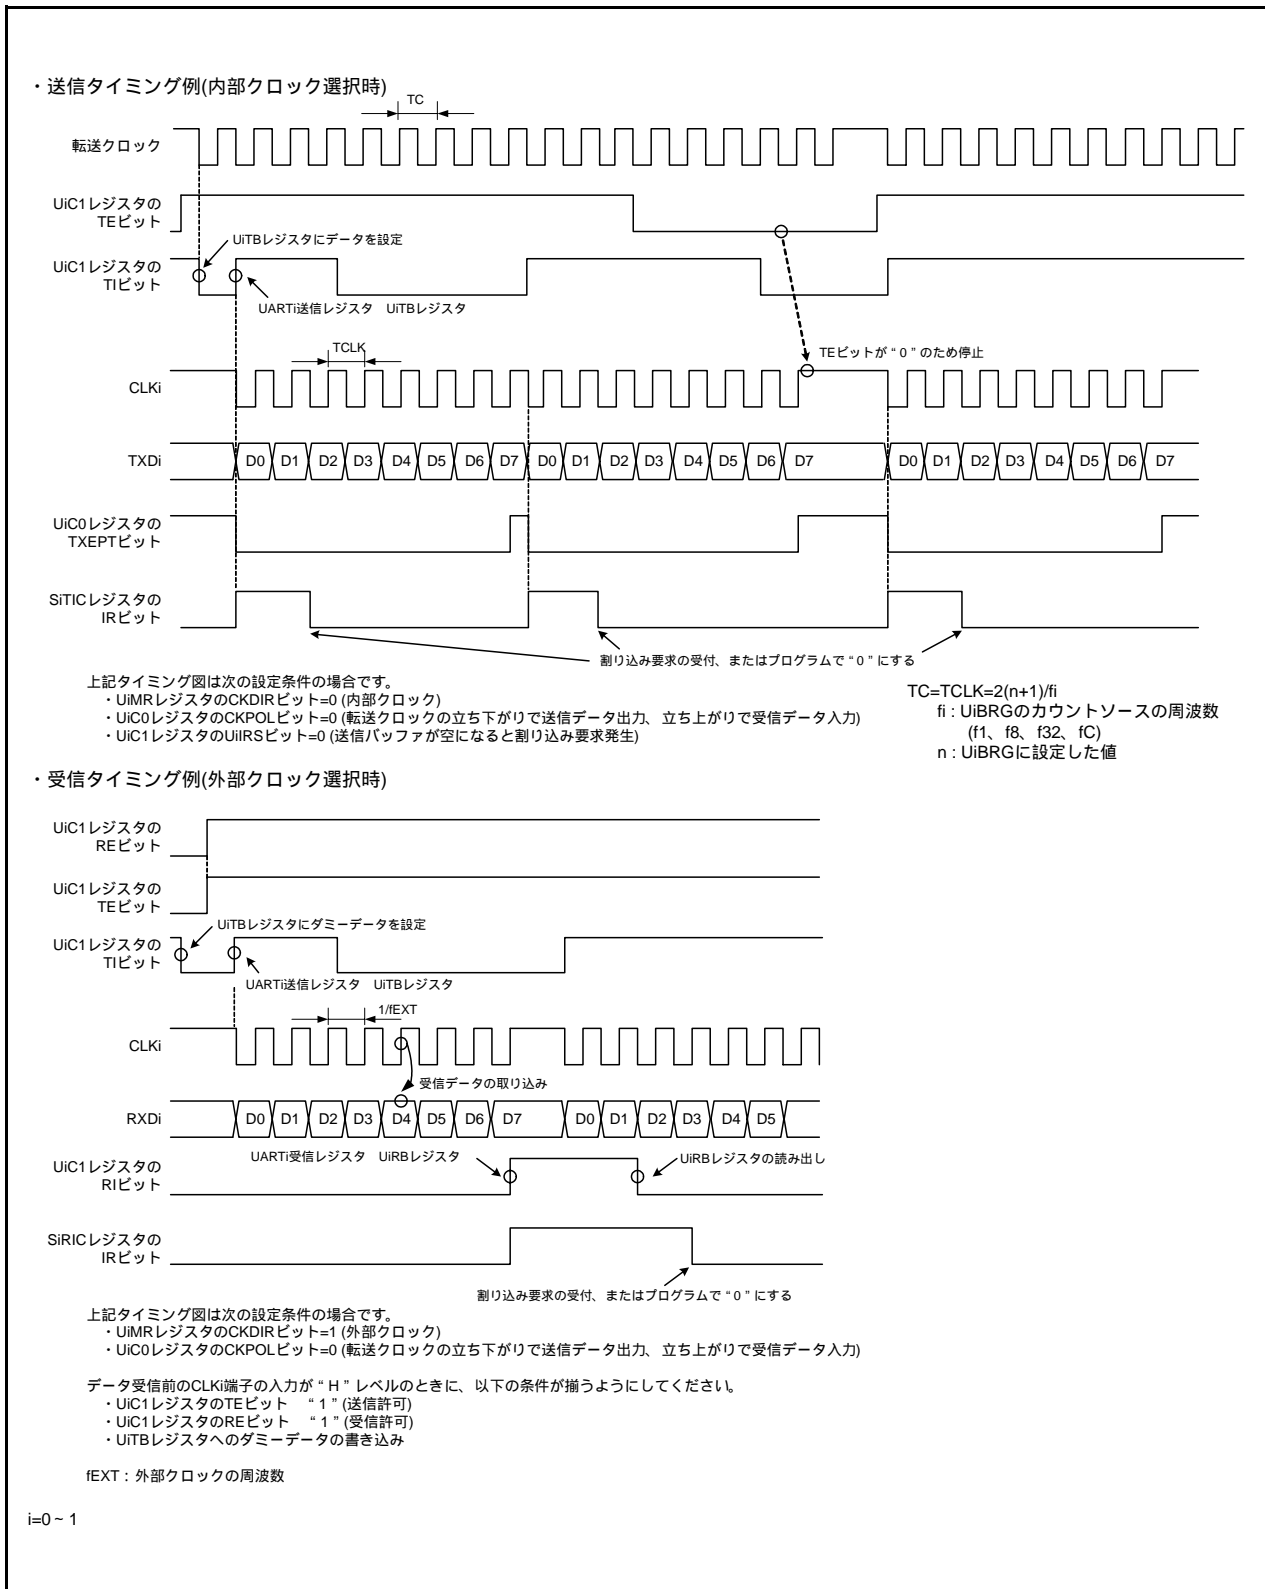 ・送信タイミング例(内部クロック選択時)
TC
転送クロック
UiC1レジスタの
TEビット
UiTBレジスタにデータを設定
UiC1レジスタの
TIビット
UARTi送信レジスタ　UiTBレジスタ
TCLK
TEビットが“0”のため停止
CLKi
TXDi D0 D1 D2 D3 D4 D5 D6 D7 D0 D1 D2 D3 D4 D5 D6 D7 D0 D1 D2 D3 D4 D5 D6 D7
UiC0レジスタの
TXEPTビット
SiTICレジスタの
IRビット
割り込み要求の受付、またはプログラムで“0”にする
上記タイミング図は次の設定条件の場合です。
・UiMRレジスタのCKDIRビット=0 (内部クロック)
・UiC0レジスタのCKPOLビット=0 (転送クロックの立ち下がりで送信データ出力、立ち上がりで受信データ入力)
・UiC1レジスタのUiIRSビット=0 (送信バッファが空になると割り込み要求発生)
TC=TCLK=2(n+1)/fi
fi : UiBRGのカウントソースの周波数
(f1、f8、f32、fC)
n : UiBRGに設定した値
・受信タイミング例(外部クロック選択時)
UiC1レジスタの
REビット
UiC1レジスタの
TEビット
UiTBレジスタにダミーデータを設定
UiC1レジスタの
TIビット
UARTi送信レジスタ　UiTBレジスタ
1/fEXT
CLKi
受信データの取り込み
RXDi D0 D1 D2 D3 D4 D5 D6 D7 D0 D1 D2 D3 D4 D5
UARTi受信レジスタ　UiRBレジスタ
UiRBレジスタの読み出し
UiC1レジスタの
RIビット
SiRICレジスタの
IRビット
割り込み要求の受付、またはプログラムで“0”にする
上記タイミング図は次の設定条件の場合です。
・UiMRレジスタのCKDIRビット=1 (外部クロック)
・UiC0レジスタのCKPOLビット=0 (転送クロックの立ち下がりで送信データ出力、立ち上がりで受信データ入力)
データ受信前のCLKi端子の入力が“H”レベルのときに、以下の条件が揃うようにしてください。
・UiC1レジスタのTEビット　“1”(送信許可)
・UiC1レジスタのREビット　“1”(受信許可)
・UiTBレジスタへのダミーデータの書き込み
fEXT : 外部クロックの周波数
i=0 ~ 1